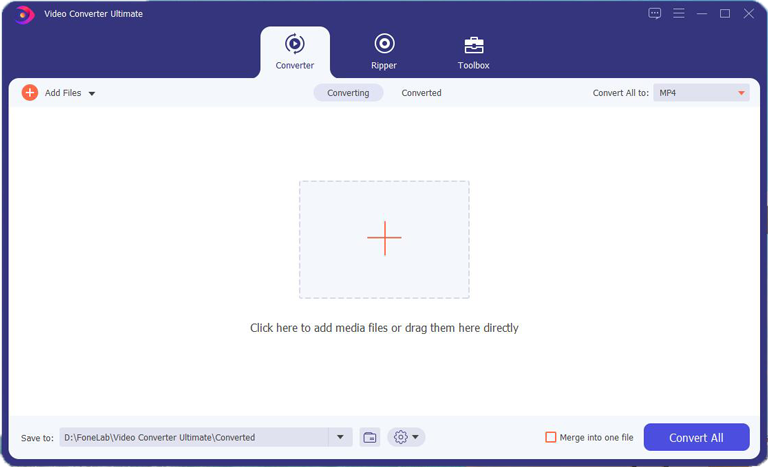 Video Converter Ultimate
Converter
Ripper
Toolbox
Add Files
Converting
Converted
Convert All to:
MP4
Click here to add media files or drag them here directly
Save to:
D:\FoneLab\Video Converter Ultimate\Converted
Merge into one file
Convert All